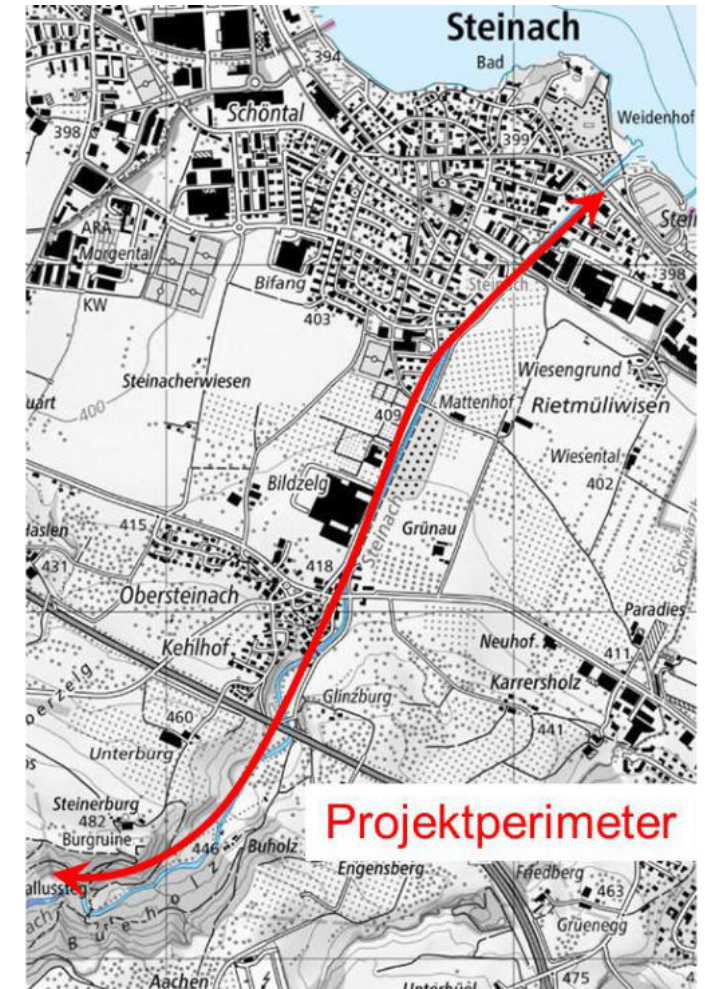 Steinach
Bad
394
Schöntal
Weidenhof
398
399
ARA
Morgental
Bifang
Steinach
398
KW
403
Steinacherwiesen
Wiesengrund
400
409
Mattenhof
Rietmüliwisen
Wiesental
402
Bildzelg
Steinach
Grünau
415
431
418
Obersteinach
Paradies
Kehlhof
Neuhof
411
Karrersholz
Glinzburg
460
441
Unterburg
Projektperimeter
Steinerburg
482
Burgruine
446
Buholz
Engensberg
Friedberg
463
Gruenegg
Aachen
475